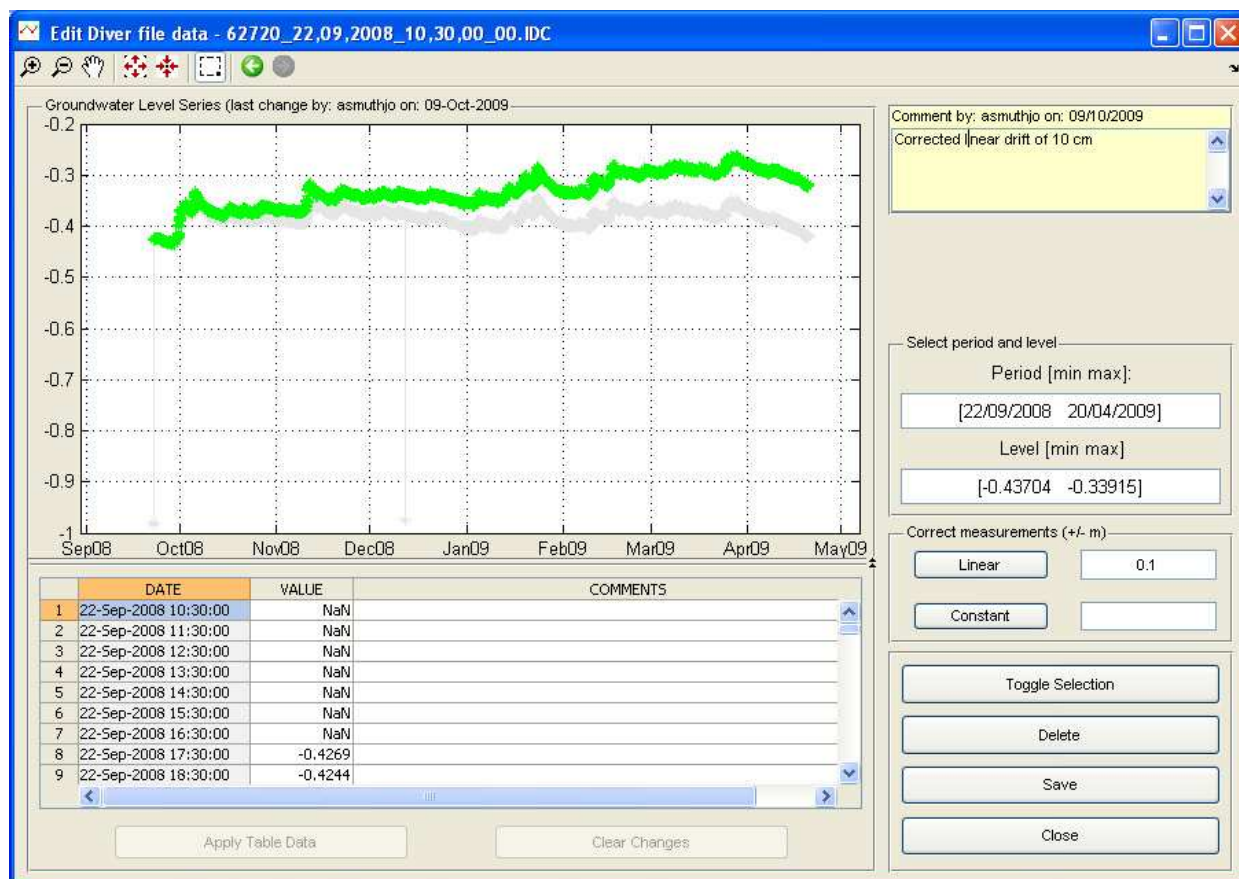 Edit Diver file data - 62720_22,09,2008_10,30,00_00.IDC
Groundwater Level Series (last change by: asmuthjo on: 09-Oct-2009
-0.2
-0.3
-0.4
-0.5
-0.6
-0.7
-0.8
-0.9
-1
Sep08 Oct08 Nov08 Dec08 Jan09 Feb09 Mar09 Apr09 May09
Comment by: asmuthjo on: 09/10/2009
Corrected linear drift of 10 cm
Select period and level
Period [min max]:
[22/09/2008 20/04/2009]
Level [min max]
[-0.43704 -0.33915]
Correct measurements (+/- m)
Linear 0.1
Constant
Toggle Selection
Delete
Save
Close
DATE VALUE COMMENTS
1 22-Sep-2008 10:30:00 NaN
2 22-Sep-2008 11:30:00 NaN
3 22-Sep-2008 12:30:00 NaN
4 22-Sep-2008 13:30:00 NaN
5 22-Sep-2008 14:30:00 NaN
6 22-Sep-2008 15:30:00 NaN
7 22-Sep-2008 16:30:00 NaN
8 22-Sep-2008 17:30:00 -0.4269
9 22-Sep-2008 18:30:00 -0.4244
Apply Table Data Clear Changes